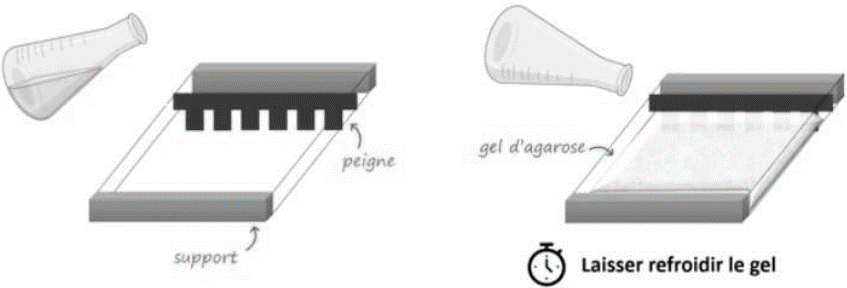 peigne
support
gel d'agarose
Laisser refroidir le gel